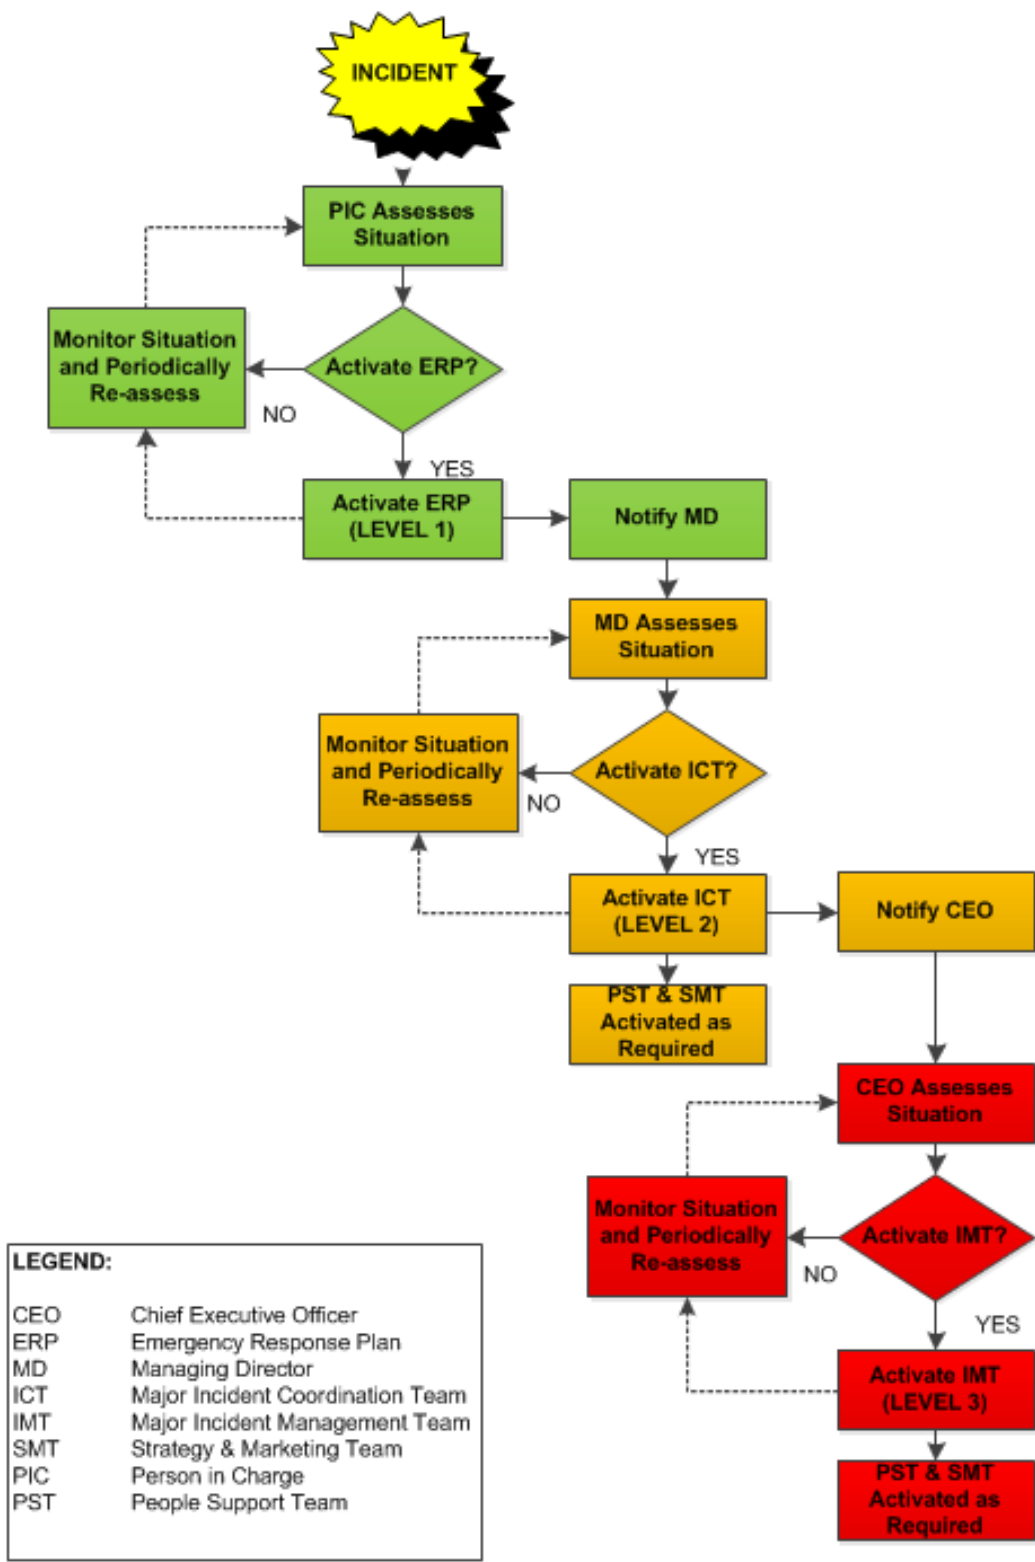 INCIDENT
PIC Assesses
Situation
Monitor Situation
and Periodically
Re-assess
Activate ERP?
NO
YES
Activate ERP
(LEVEL 1)
Notify MD
MD Assesses
Situation
Monitor Situation
and Periodically
Re-assess
Activate ICT?
NO
YES
Activate ICT
(LEVEL 2)
Notify CEO
PST & SMT
Activated as
Required
CEO Assesses
Situation
Monitor Situation
and Periodically
Re-assess
Activate IMT?
NO
YES
Activate IMT
(LEVEL 3)
PST & SMT
Activated as
Required
LEGEND:
CEO Chief Executive Officer
ERP Emergency Response Plan
MD Managing Director
ICT Major Incident Coordination Team
IMT Major Incident Management Team
SMT Strategy & Marketing Team
PIC Person in Charge
PST People Support Team